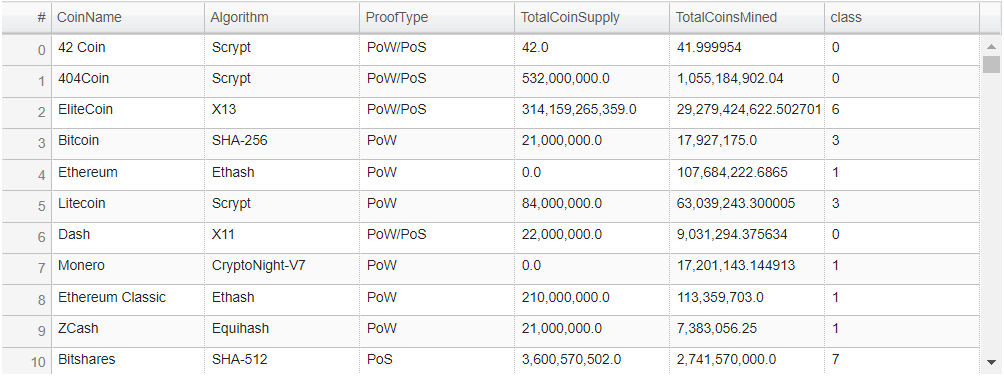 # CoinName Algorithm ProofType TotalCoinSupply TotalCoinsMined class
0 42 Coin Scrypt PoW/PoS 42.0 41.999954 0
1 404Coin Scrypt PoW/PoS 532,000,000.0 1,055,184,902.04 0
2 EliteCoin X13 PoW/PoS 314,159,265,359.0 29,279,424,622.502701 6
3 Bitcoin SHA-256 PoW 21,000,000.0 17,927,175.0 3
4 Ethereum Ethash PoW 0.0 107,684,222.6865 1
5 Litecoin Scrypt PoW 84,000,000.0 63,039,243.300005 3
6 Dash X11 PoW/PoS 22,000,000.0 9,031,294.375634 0
7 Monero CryptoNight-V7 PoW 0.0 17,201,143.144913 1
8 Ethereum Classic Ethash PoW 210,000,000.0 113,359,703.0 1
9 ZCash Equihash PoW 21,000,000.0 7,383,056.25 1
10 Bitshares SHA-512 PoS 3,600,570,502.0 2,741,570,000.0 7